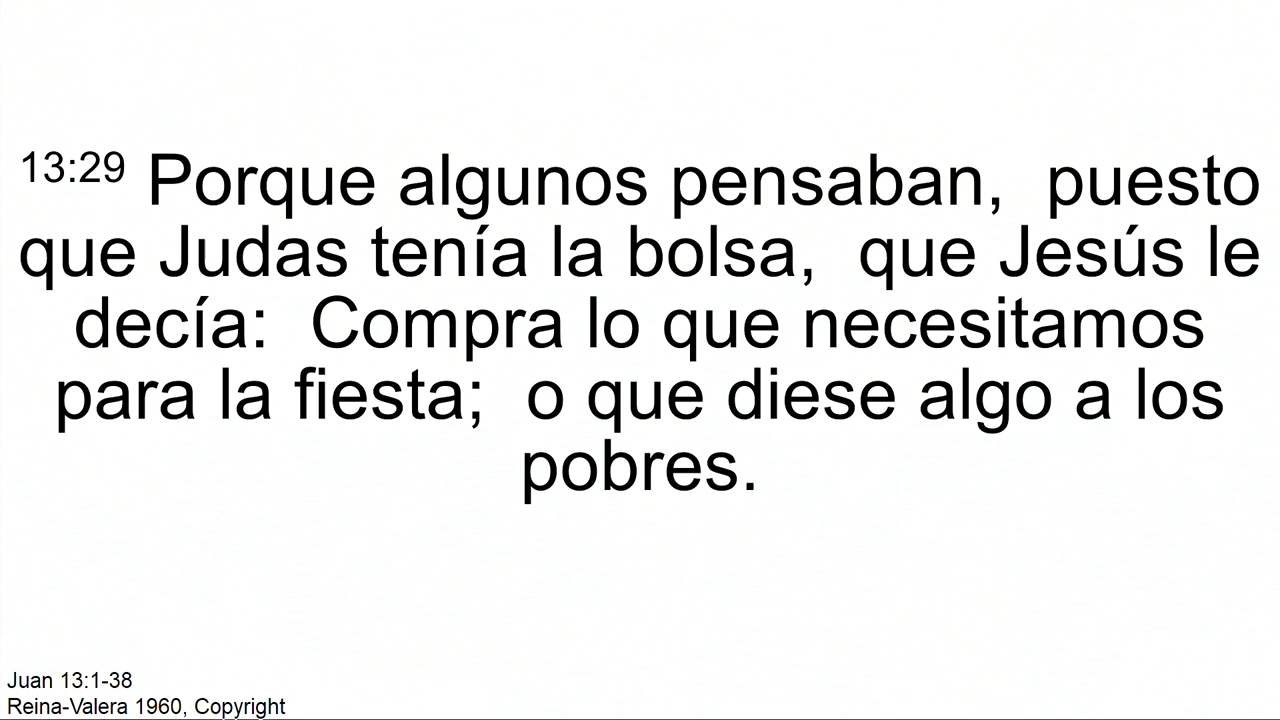 13:29 Porque algunos pensaban,  puesto
que Judas tenía la bolsa,  que Jesús le
decía:  Compra lo que necesitamos
para la fiesta;  o que diese algo a los
pobres.
Juan 13:1-38
Reina-Valera 1960, Copyright